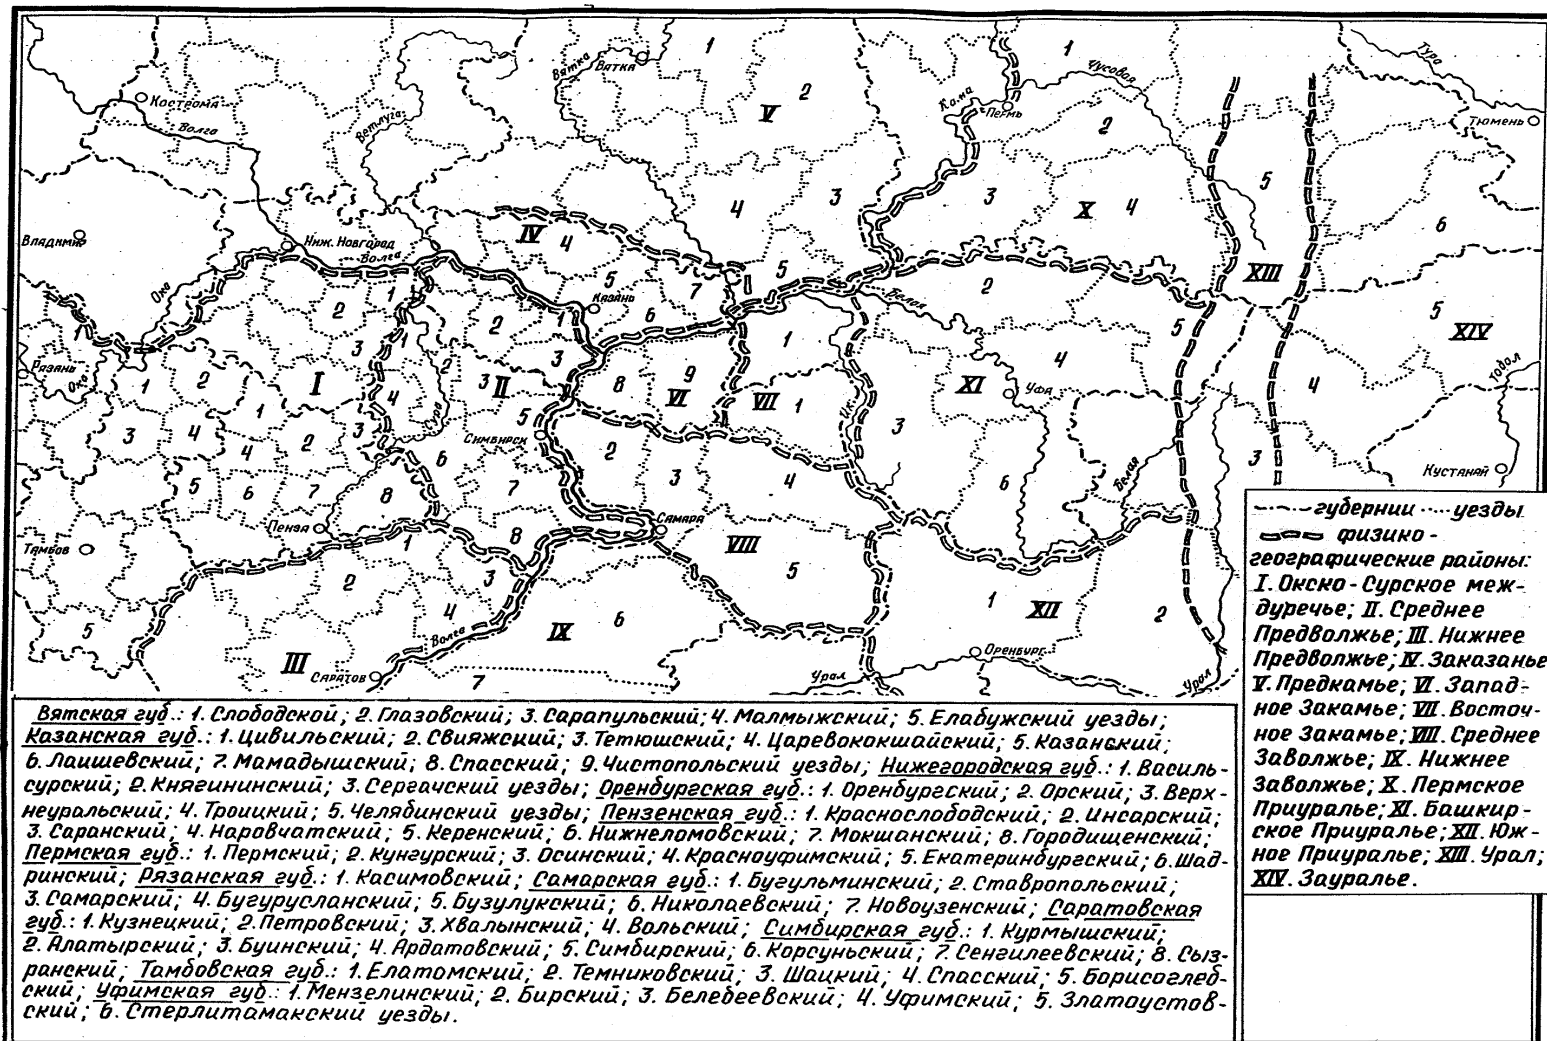 Вятка
Вятка
Кострома
Волга
Ветлуга
Кама
Пермь
Чусовая
Тура
Тюмень
Владимир
Ниж. Новгород
Волга
Ока
Казань
Белая
Рязань
Ока
Сура
Симбирск
Ик
Уфа
Белая
Тобол
Кустанай
Пенза
Тамбов
Самара
Волга
Саратов
Урал
Оренбург
Урал
I
II
III
IV
V
VI
VII
VIII
IX
X
XI
XII
XIII
XIV
губернии уезды
физико-
географические районы:
I. Окско-Сурское меж-
дуречье; II. Среднее
Предволжье; III. Нижнее
Предволжье; IV. Заказанье
V. Предкамье; VI. Запад-
ное Закамье; VII. Восточ-
ное Закамье; VIII. Среднее
Заволжье; IX. Нижнее
Заволжье; X. Пермское
Приуралье; XI. Башкир-
ское Приуралье; XII. Юж-
ное Приуралье; XIII. Урал;
XIV. Зауралье.
Вятская губ.: 1. Слободской; 2. Глазовский; 3. Сарапульский; 4. Малмыжский; 5. Елабужский уезды;
Казанская губ.: 1. Цивильский; 2. Свияжский; 3. Тетюшский; 4. Царевококшайский; 5. Казанский;
6. Лаишевский; 7. Мамадышский; 8. Спасский; 9. Чистопольский уезды; Нижегородская губ.: 1. Василь-
сурский; 2. Княгининский; 3. Сергачский уезды; Оренбургская губ.: 1. Оренбургский; 2. Орский; 3. Верх-
неуральский; 4. Троицкий; 5. Челябинский уезды; Пензенская губ.: 1. Краснослободский; 2. Инсарский;
3. Саранский; 4. Наровчатский; 5. Керенский; 6. Нижнеломовский; 7. Мокшанский; 8. Городищенский;
Пермская губ.: 1. Пермский; 2. Кунгурский; 3. Осинский; 4. Красноуфимский; 5. Екатеринбургский; 6. Шад-
ринский; Рязанская губ.: 1. Касимовский; Самарская губ.: 1. Бугульминский; 2. Ставропольский;
3. Самарский; 4. Бугурусланский; 5. Бузулукский; 6. Николаевский; 7. Новоузенский; Саратовская
губ.: 1. Кузнецкий; 2. Петровский; 3. Хвалынский; 4. Вольский; Симбирская губ.: 1. Курмышский;
2. Алатырский; 3. Буинский; 4. Ардатовский; 5. Симбирский; 6. Корсуньский; 7. Сенгилеевский; 8. Сыз-
ранский; Тамбовская губ.: 1. Елатомский; 2. Темниковский; 3. Шацкий; 4. Спасский; 5. Борисоглеб-
ский; Уфимская губ.: 1. Мензелинский; 2. Бирский; 3. Белебеевский; 4. Уфимский; 5. Златоустов-
ский; 6. Стерлитамакский уезды.